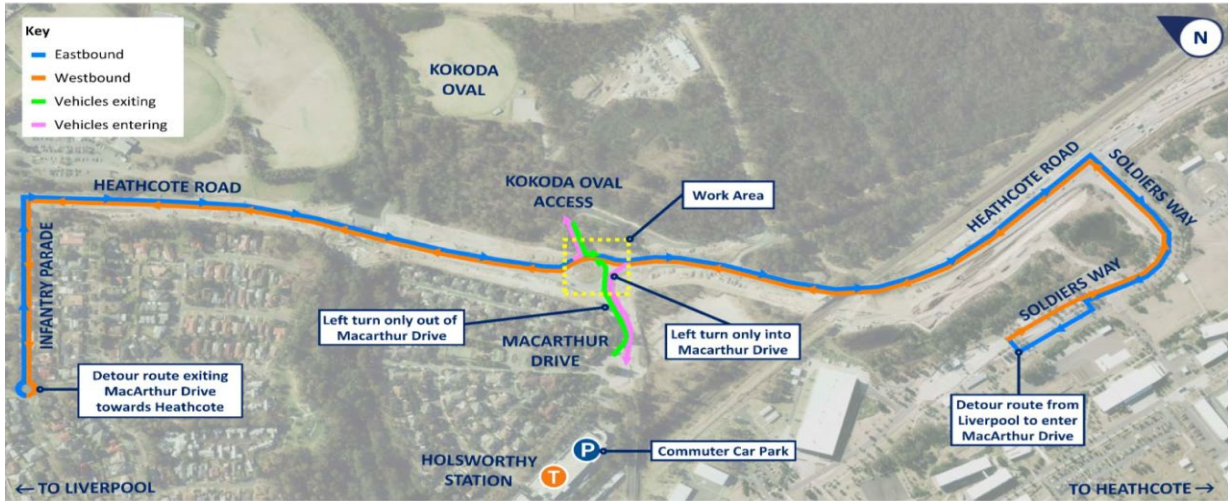 Key
Eastbound
Westbound
Vehicles exiting
Vehicles entering
N
KOKODA
OVAL
HEATHCOTE ROAD
KOKODA OVAL
ACCESS
Work Area
HEATHCOTE ROAD
SOLDIERS WAY
SOLDIERS WAY
INFANTRY PARADE
Left turn only out of
Macarthur Drive
MACARTHUR
DRIVE
Left turn only into
Macarthur Drive
Detour route exiting
MacArthur Drive
towards Heathcote
Detour route from
Liverpool to enter
MacArthur Drive
P
Commuter Car Park
HOLSWORTHY
STATION
T
← TO LIVERPOOL
TO HEATHCOTE →